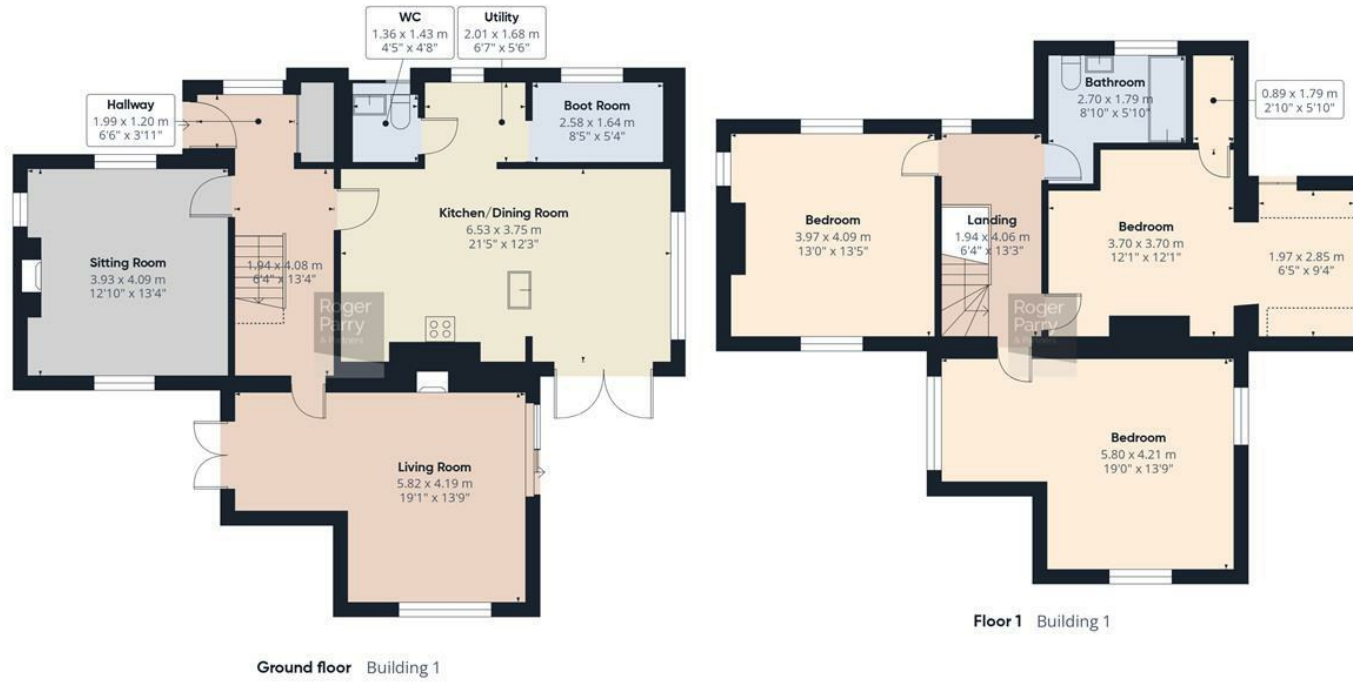 WC
1.36 x 1.43 m
4'5" x 4'8"
Utility
2.01 x 1.68 m
6'7" x 5'6"
Hallway
1.99 x 1.20 m
6'6" x 3'11"
Boot Room
2.58 x 1.64 m
8'5" x 5'4"
Kitchen/Dining Room
6.53 x 3.75 m
21'5" x 12'3"
Sitting Room
3.93 x 4.09 m
12'10" x 13'4"
1.94 x 4.08 m
6'4" x 13'4"
Roger
Parry
& Partners
Living Room
5.82 x 4.19 m
19'1" x 13'9"
Ground floor Building 1
Bathroom
2.70 x 1.79 m
8'10" x 5'10"
0.89 x 1.79 m
2'10" x 5'10"
Bedroom
3.97 x 4.09 m
13'0" x 13'5"
Landing
1.94 x 4.06 m
6'4" x 13'3"
Bedroom
3.70 x 3.70 m
12'1" x 12'1"
1.97 x 2.85 m
6'5" x 9'4"
Roger
Parry
& Partners
Bedroom
5.80 x 4.21 m
19'0" x 13'9"
Floor 1 Building 1